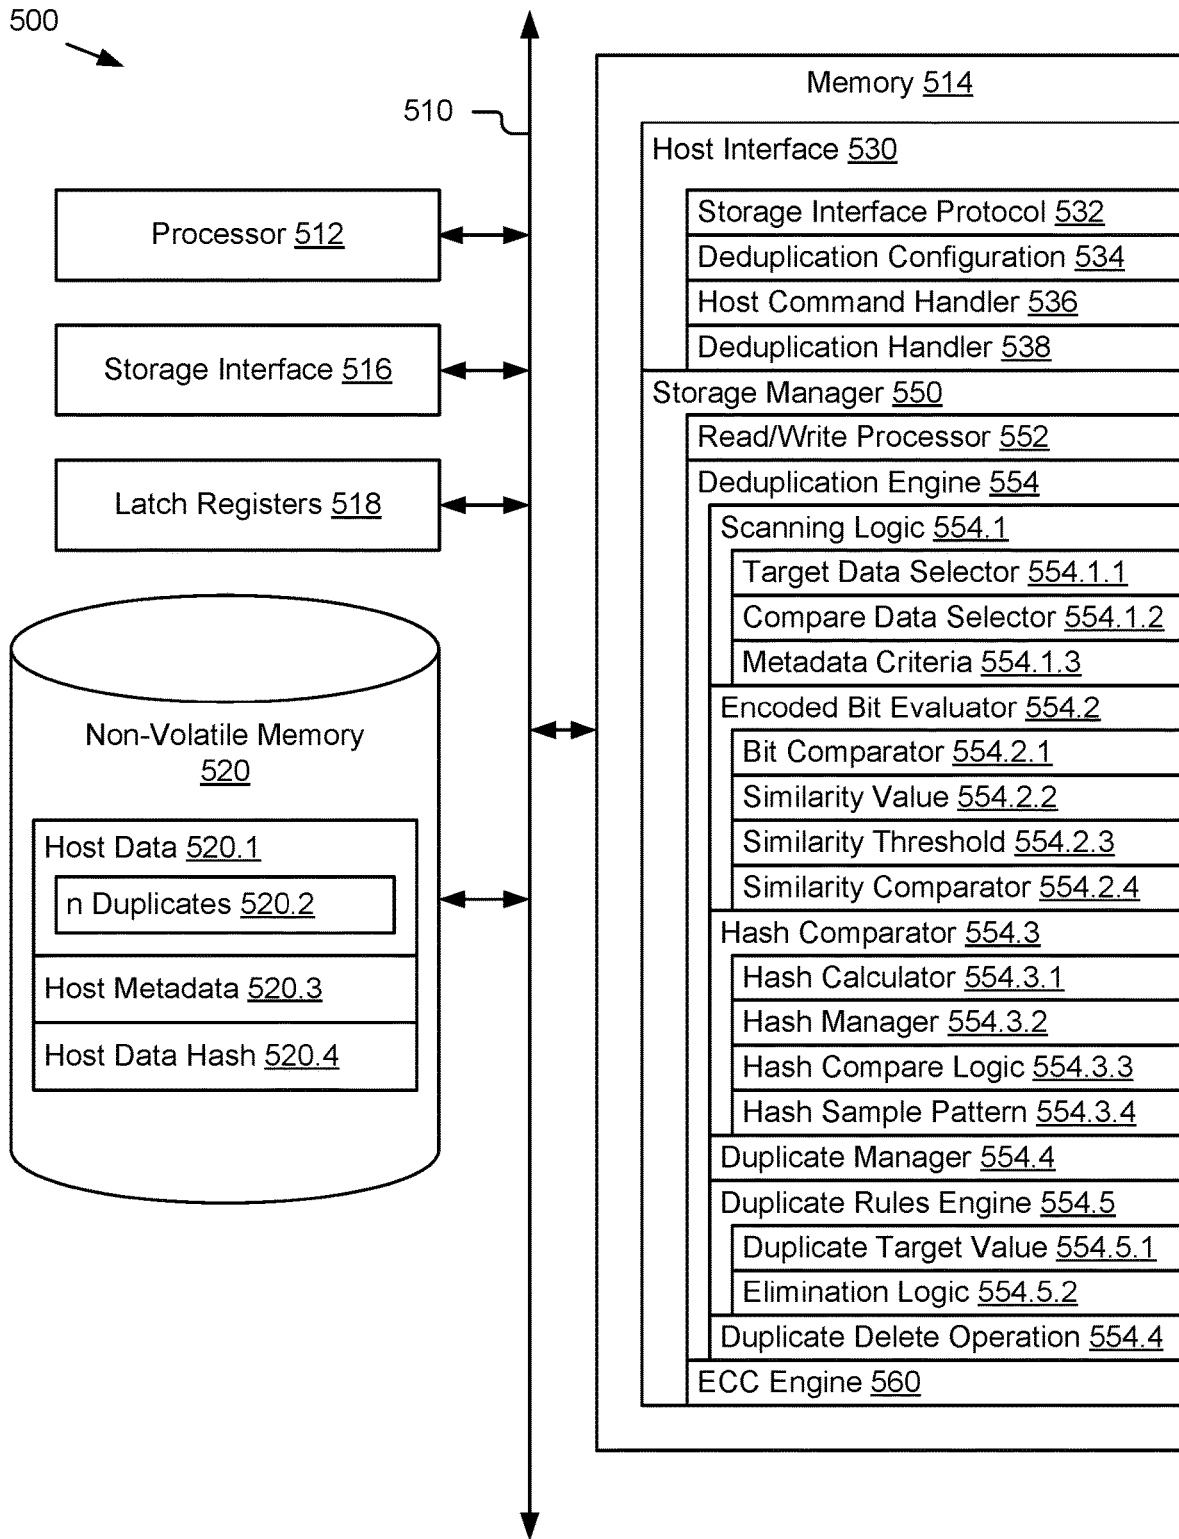 500
510
Processor 512
Storage Interface 516
Latch Registers 518
Non-Volatile Memory
520
Host Data 520.1
n Duplicates 520.2
Host Metadata 520.3
Host Data Hash 520.4
Memory 514
Host Interface 530
Storage Interface Protocol 532
Deduplication Configuration 534
Host Command Handler 536
Deduplication Handler 538
Storage Manager 550
Read/Write Processor 552
Deduplication Engine 554
Scanning Logic 554.1
Target Data Selector 554.1.1
Compare Data Selector 554.1.2
Metadata Criteria 554.1.3
Encoded Bit Evaluator 554.2
Bit Comparator 554.2.1
Similarity Value 554.2.2
Similarity Threshold 554.2.3
Similarity Comparator 554.2.4
Hash Comparator 554.3
Hash Calculator 554.3.1
Hash Manager 554.3.2
Hash Compare Logic 554.3.3
Hash Sample Pattern 554.3.4
Duplicate Manager 554.4
Duplicate Rules Engine 554.5
Duplicate Target Value 554.5.1
Elimination Logic 554.5.2
Duplicate Delete Operation 554.4
ECC Engine 560